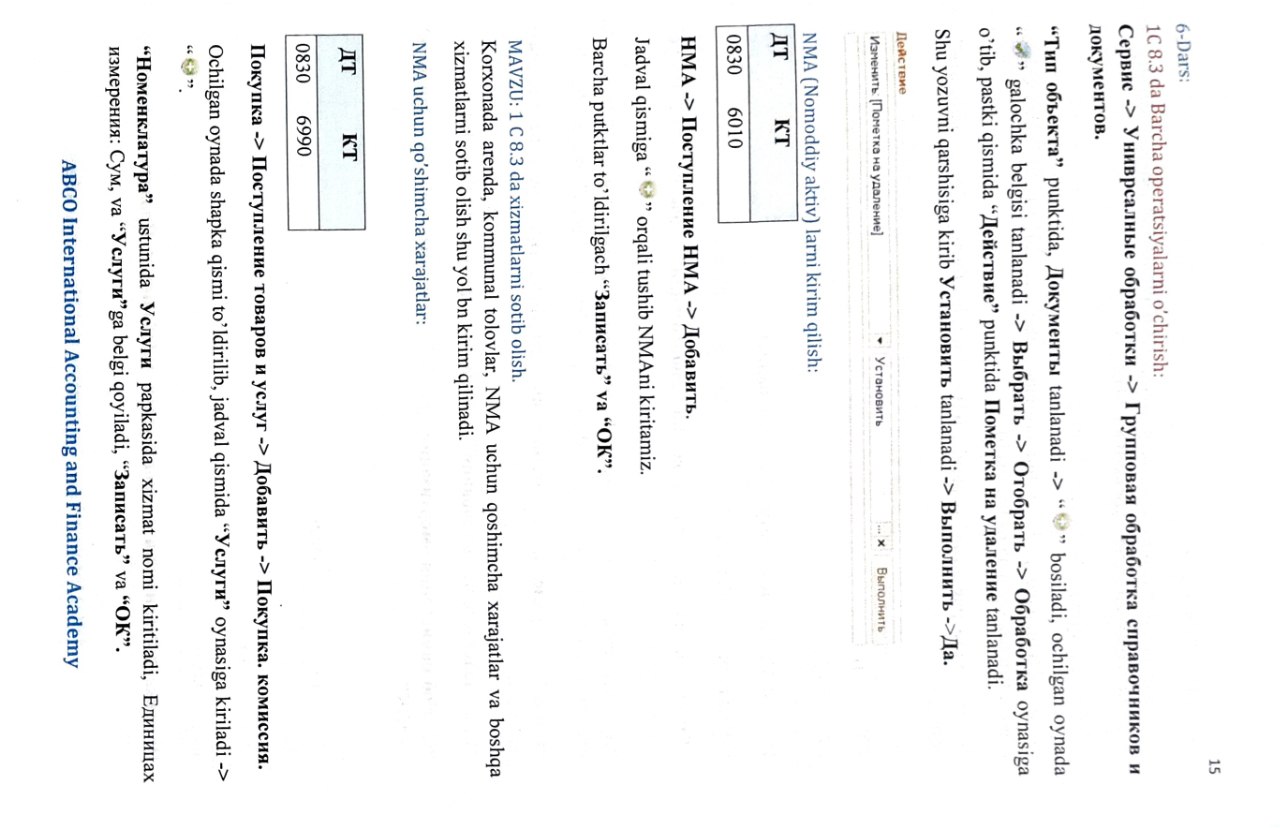 15
6-Dars:
1C 8.3 da Barcha operatsiyalarni o'chirish:
Сервис -> Универсалные обработки -> Групповая обработка справочников и
документов.
“Тип объекта” punktida, Документы tanlanadi -> “ ” bosiladi, ochilgan oynada
“ ” galochka belgisi tanlanadi -> Выбрать -> Отобрать -> Обработка oynasiga
o'tib, pastki qismida “Действие” punktida Пометка на удаление tanlanadi.
Shu yozuvni qarshisiga kirib Установить tanlanadi -> Выполнить ->Да.
Действие
Изменить: [Пометка на удаление] Установить ... x Выполнить
NMA (Nomoddiy aktiv) larni kirim qilish:
ДТ КТ
0830 6010
НМА -> Поступление НМА -> Добавить.
Jadval qismiga “ ” orqali tushib NMAni kiritamiz.
Barcha putktlar to'ldirilgach “Записать” va “ОК”.
MAVZU: 1 C 8.3 da xizmatlarni sotib olish.
Korxonada arenda, kommunal tolovlar, NMA uchun qoshimcha xarajatlar va boshqa
xizmatlarni sotib olish shu yol bn kirim qilinadi.
NMA uchun qo'shimcha xarajatlar:
ДТ КТ
0830 6990
Покупка -> Поступление товаров и услуг -> Добавить -> Покупка. комиссия.
Ochilgan oynada shapka qismi to'ldirilib, jadval qismida “Услуги” oynasiga kiriladi ->
“ ”.
“Номенклатура” ustunida Услуги papkasida xizmat nomi kiritiladi, Единицах
измерения: Сум, va “Услуги”ga belgi qoyiladi, “Записать” va “ОК”.
ABCO International Accounting and Finance Academy